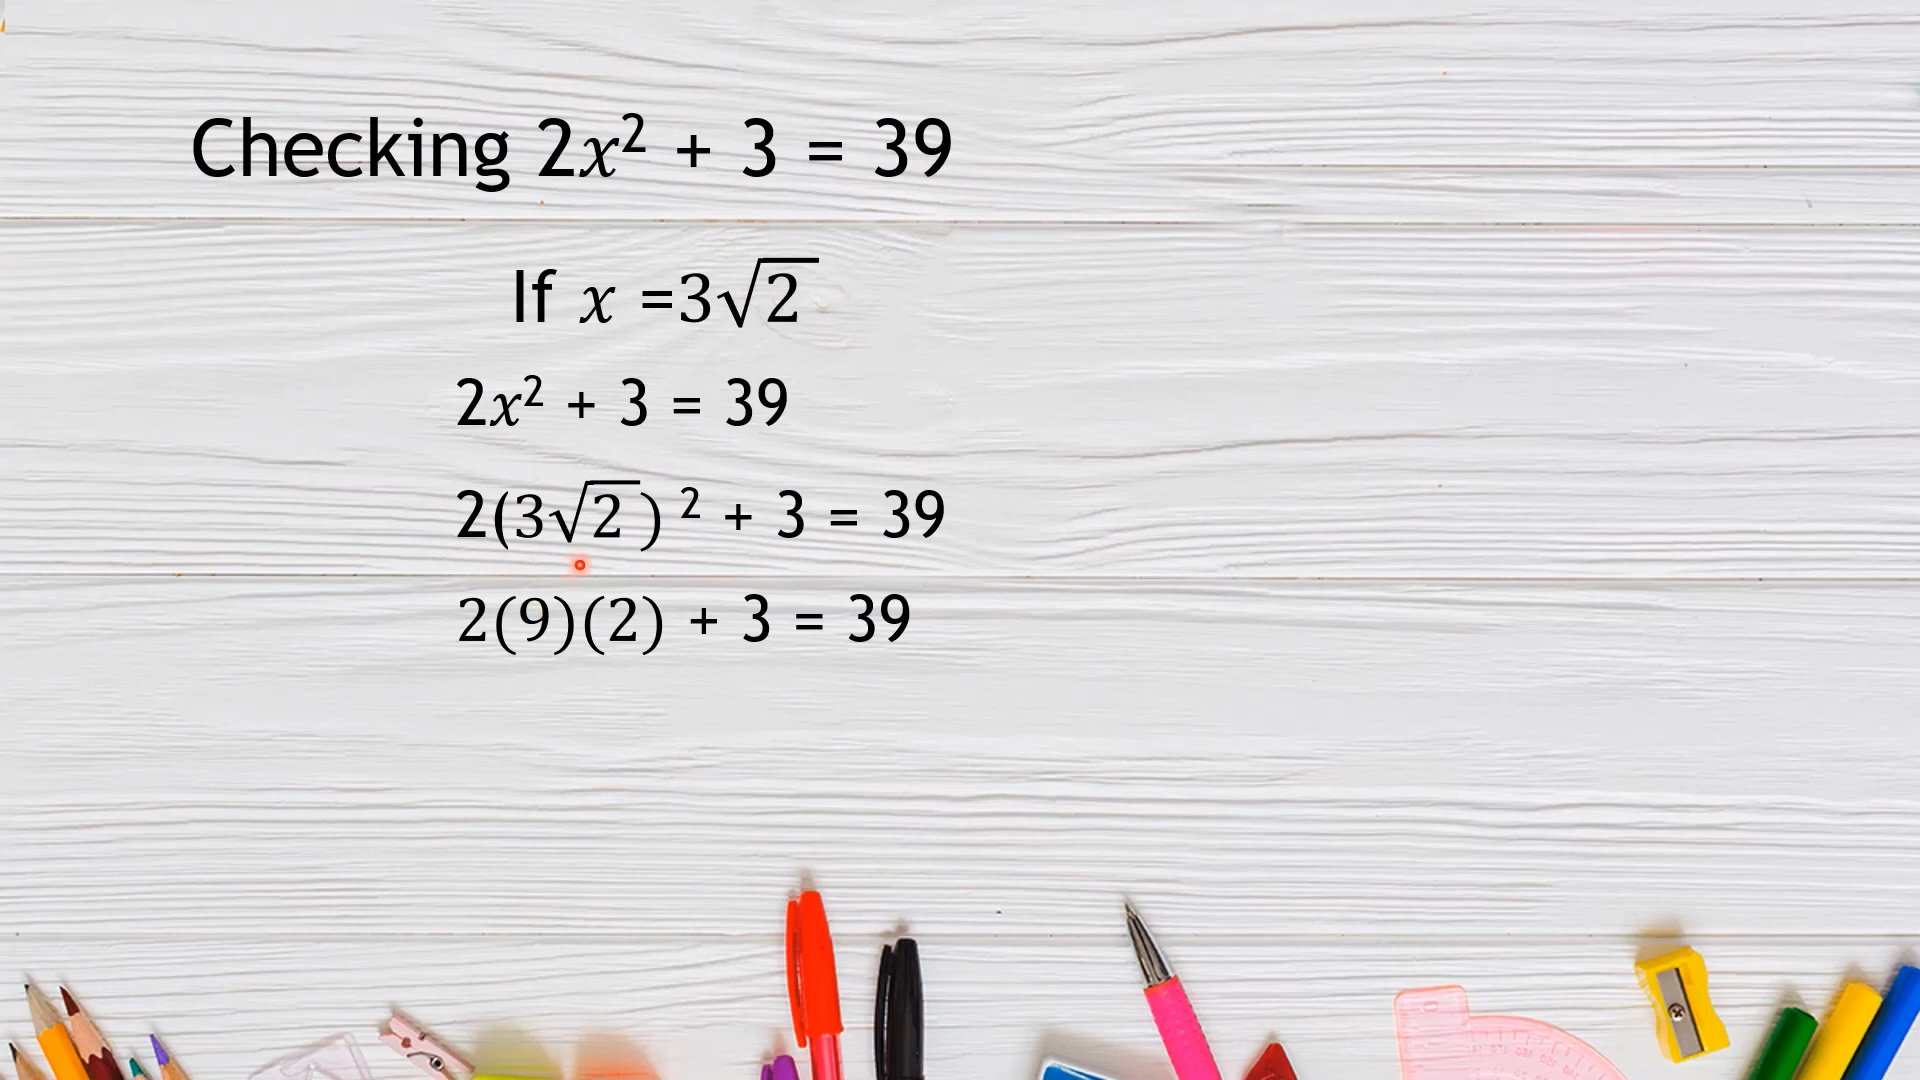 Checking 2𝑥² + 3 = 39
If 𝑥 =3√2
2𝑥² + 3 = 39
2(3√2 ) ² + 3 = 39
2(9)(2) + 3 = 39